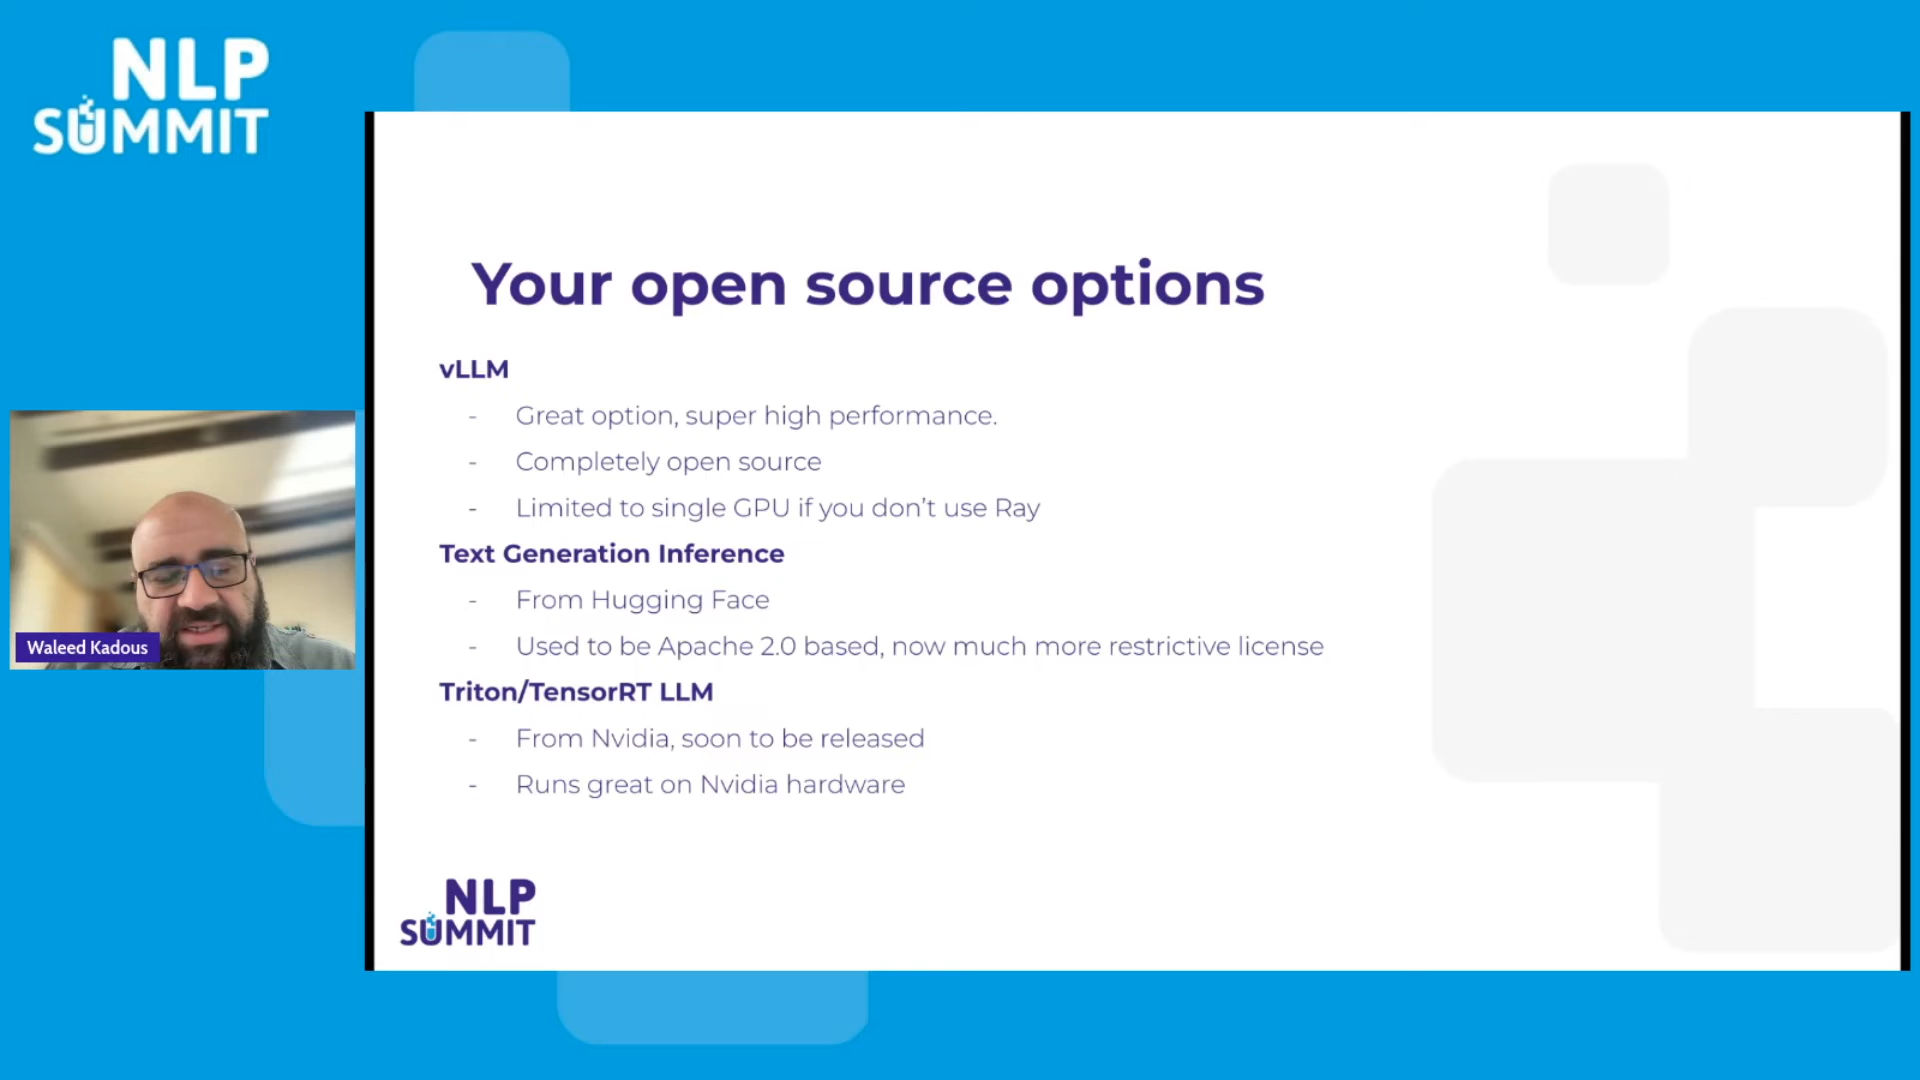 NLP
SUMMIT
Your open source options
vLLM
- Great option, super high performance.
- Completely open source
- Limited to single GPU if you don’t use Ray
Text Generation Inference
- From Hugging Face
- Used to be Apache 2.0 based, now much more restrictive license
Triton/TensorRT LLM
- From Nvidia, soon to be released
- Runs great on Nvidia hardware
Waleed Kadous
NLP
SUMMIT